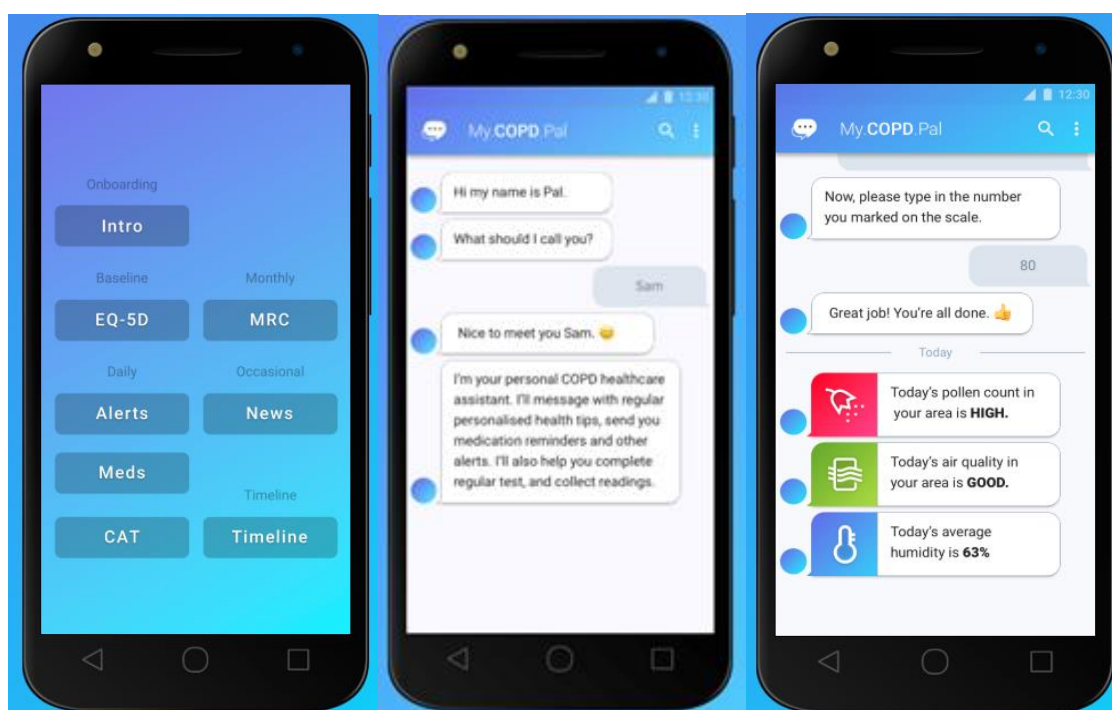 Onboarding
Intro
Baseline
Monthly
EQ-5D
MRC
Daily
Occasional
Alerts
News
Meds
Timeline
CAT
Timeline
12:30
My.COPD.Pal
Hi my name is Pal.
What should I call you?
Sam
Nice to meet you Sam. 😊
I'm your personal COPD healthcare
assistant. I'll message with regular
personalised health tips, send you
medication reminders and other
alerts. I'll also help you complete
regular test, and collect readings.
12:30
My.COPD.Pal
Now, please type in the number
you marked on the scale.
80
Great job! You're all done. 👍
Today
Today's pollen count in
your area is HIGH.
Today's air quality in
your area is GOOD.
Today's average
humidity is 63%